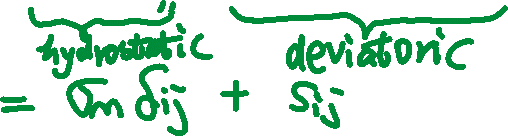 hydrostatic deviatoric
= σm δij + sij